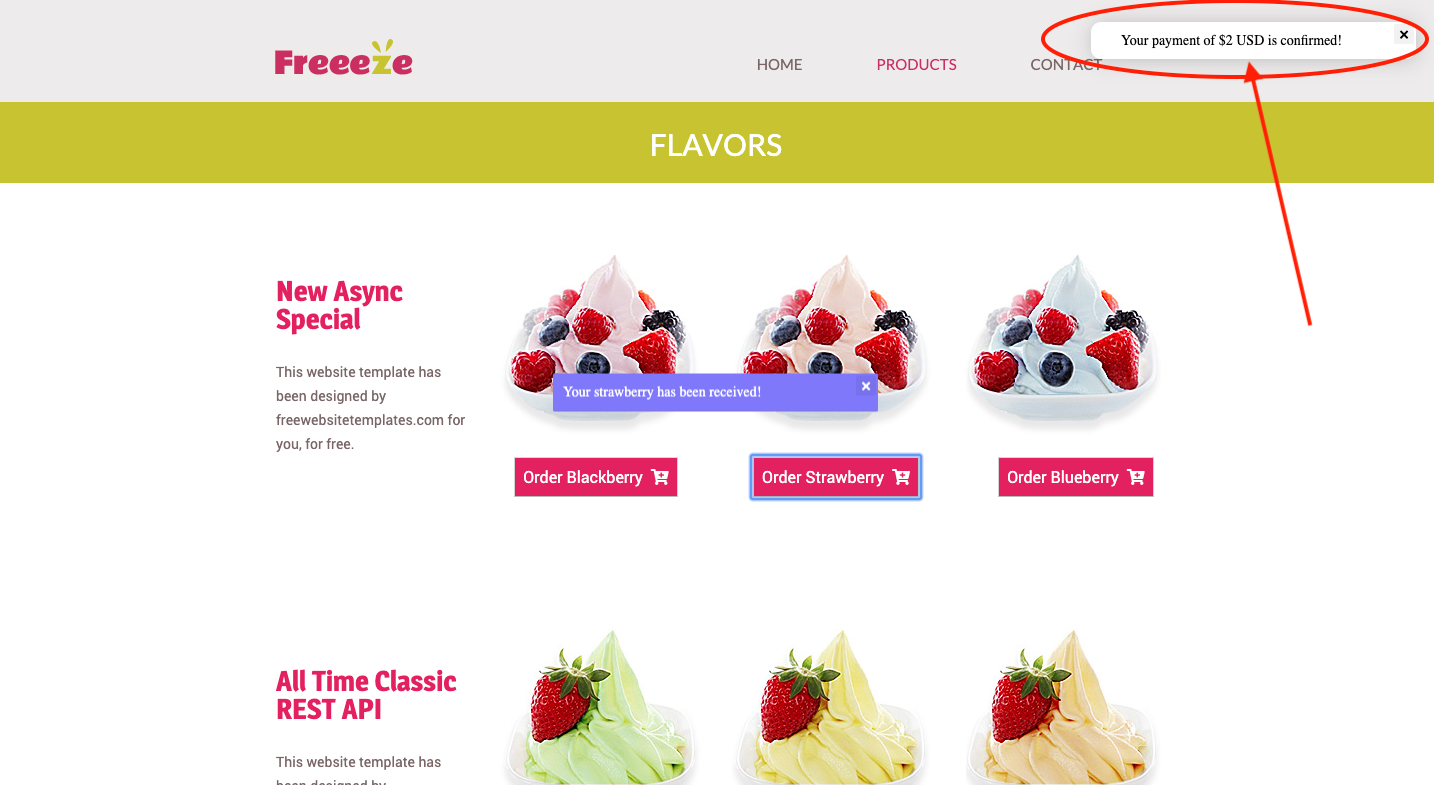 Freeeze
HOME
PRODUCTS
CONTACT
Your payment of $2 USD is confirmed!
FLAVORS
New Async
Special
This website template has
been designed by
freewebsitetemplates.com for
you, for free.
Your strawberry has been received!
Order Blackberry
Order Strawberry
Order Blueberry
All Time Classic
REST API
This website template has
been designed by